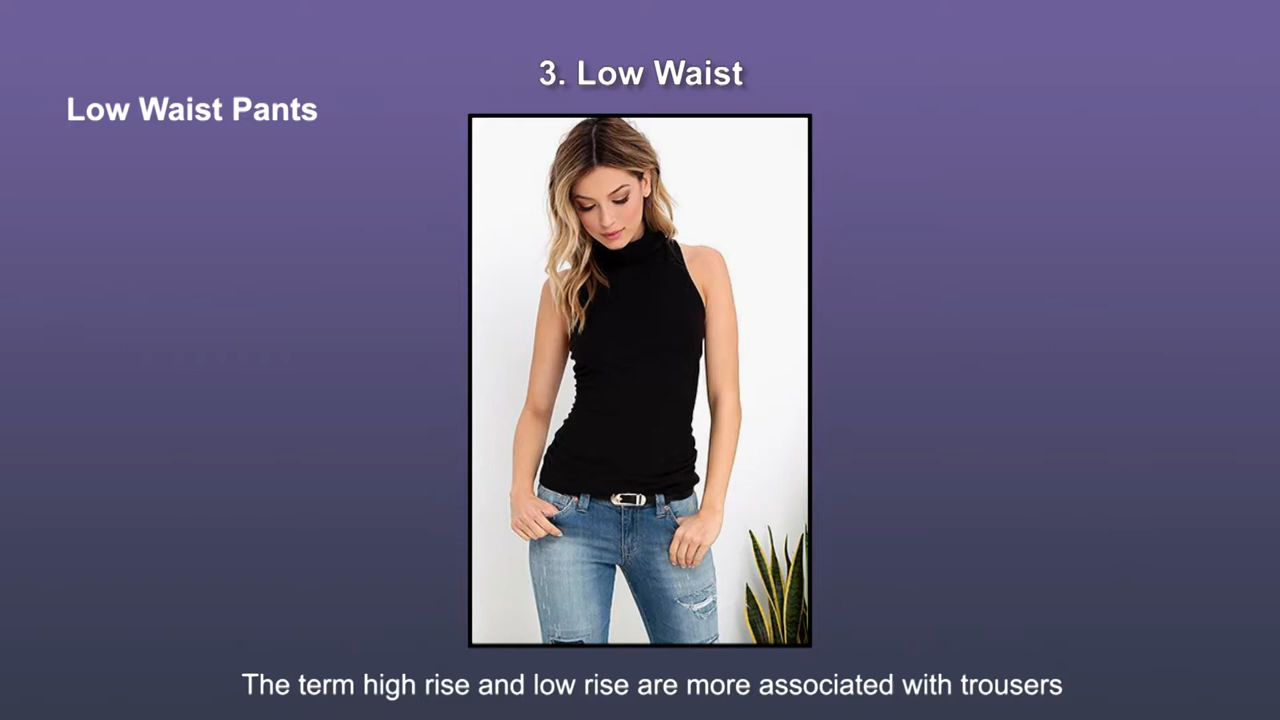 3. Low Waist
Low Waist Pants
The term high rise and low rise are more associated with trousers